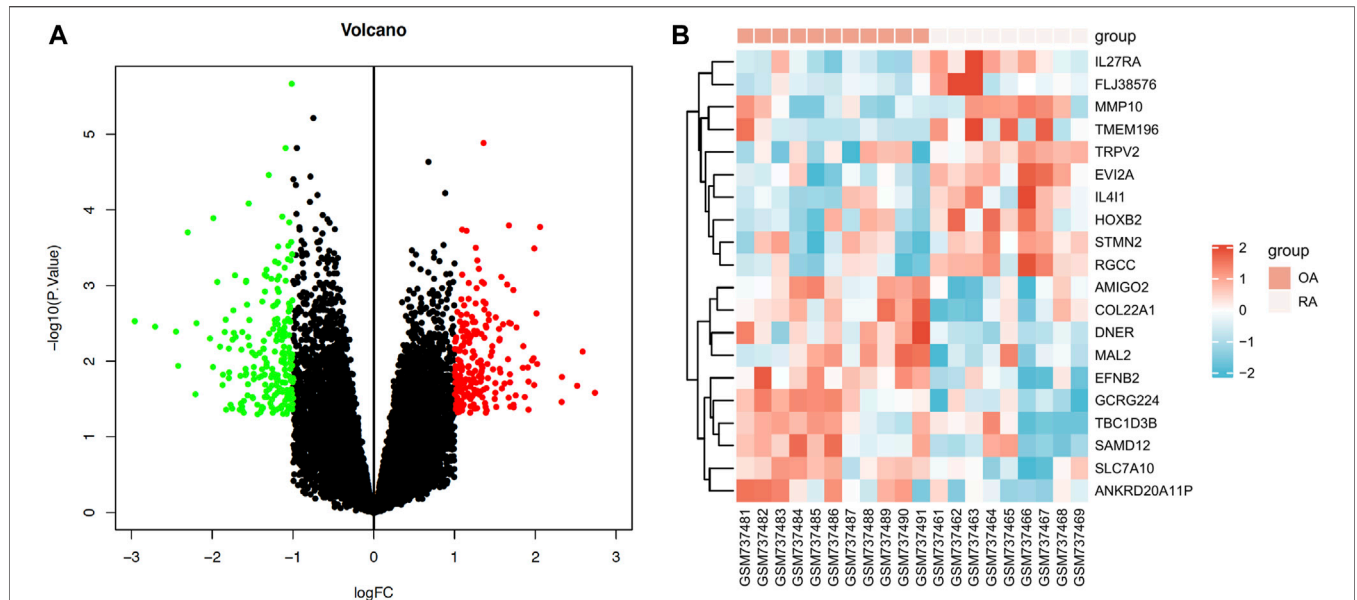 A
Volcano
−log10(P.Value)
5
4
3
2
1
0
−3
−2
−1
0
1
2
3
logFC
B
group
IL27RA
FLJ38576
MMP10
TMEM196
TRPV2
EVI2A
IL4I1
HOXB2
STMN2
RGCC
AMIGO2
COL22A1
DNER
MAL2
EFNB2
GCRG224
TBC1D3B
SAMD12
SLC7A10
ANKRD20A11P
GSM737481
GSM737482
GSM737483
GSM737484
GSM737485
GSM737486
GSM737487
GSM737488
GSM737489
GSM737490
GSM737491
GSM737461
GSM737462
GSM737463
GSM737464
GSM737465
GSM737466
GSM737467
GSM737468
GSM737469
2
1
0
−1
−2
group
OA
RA